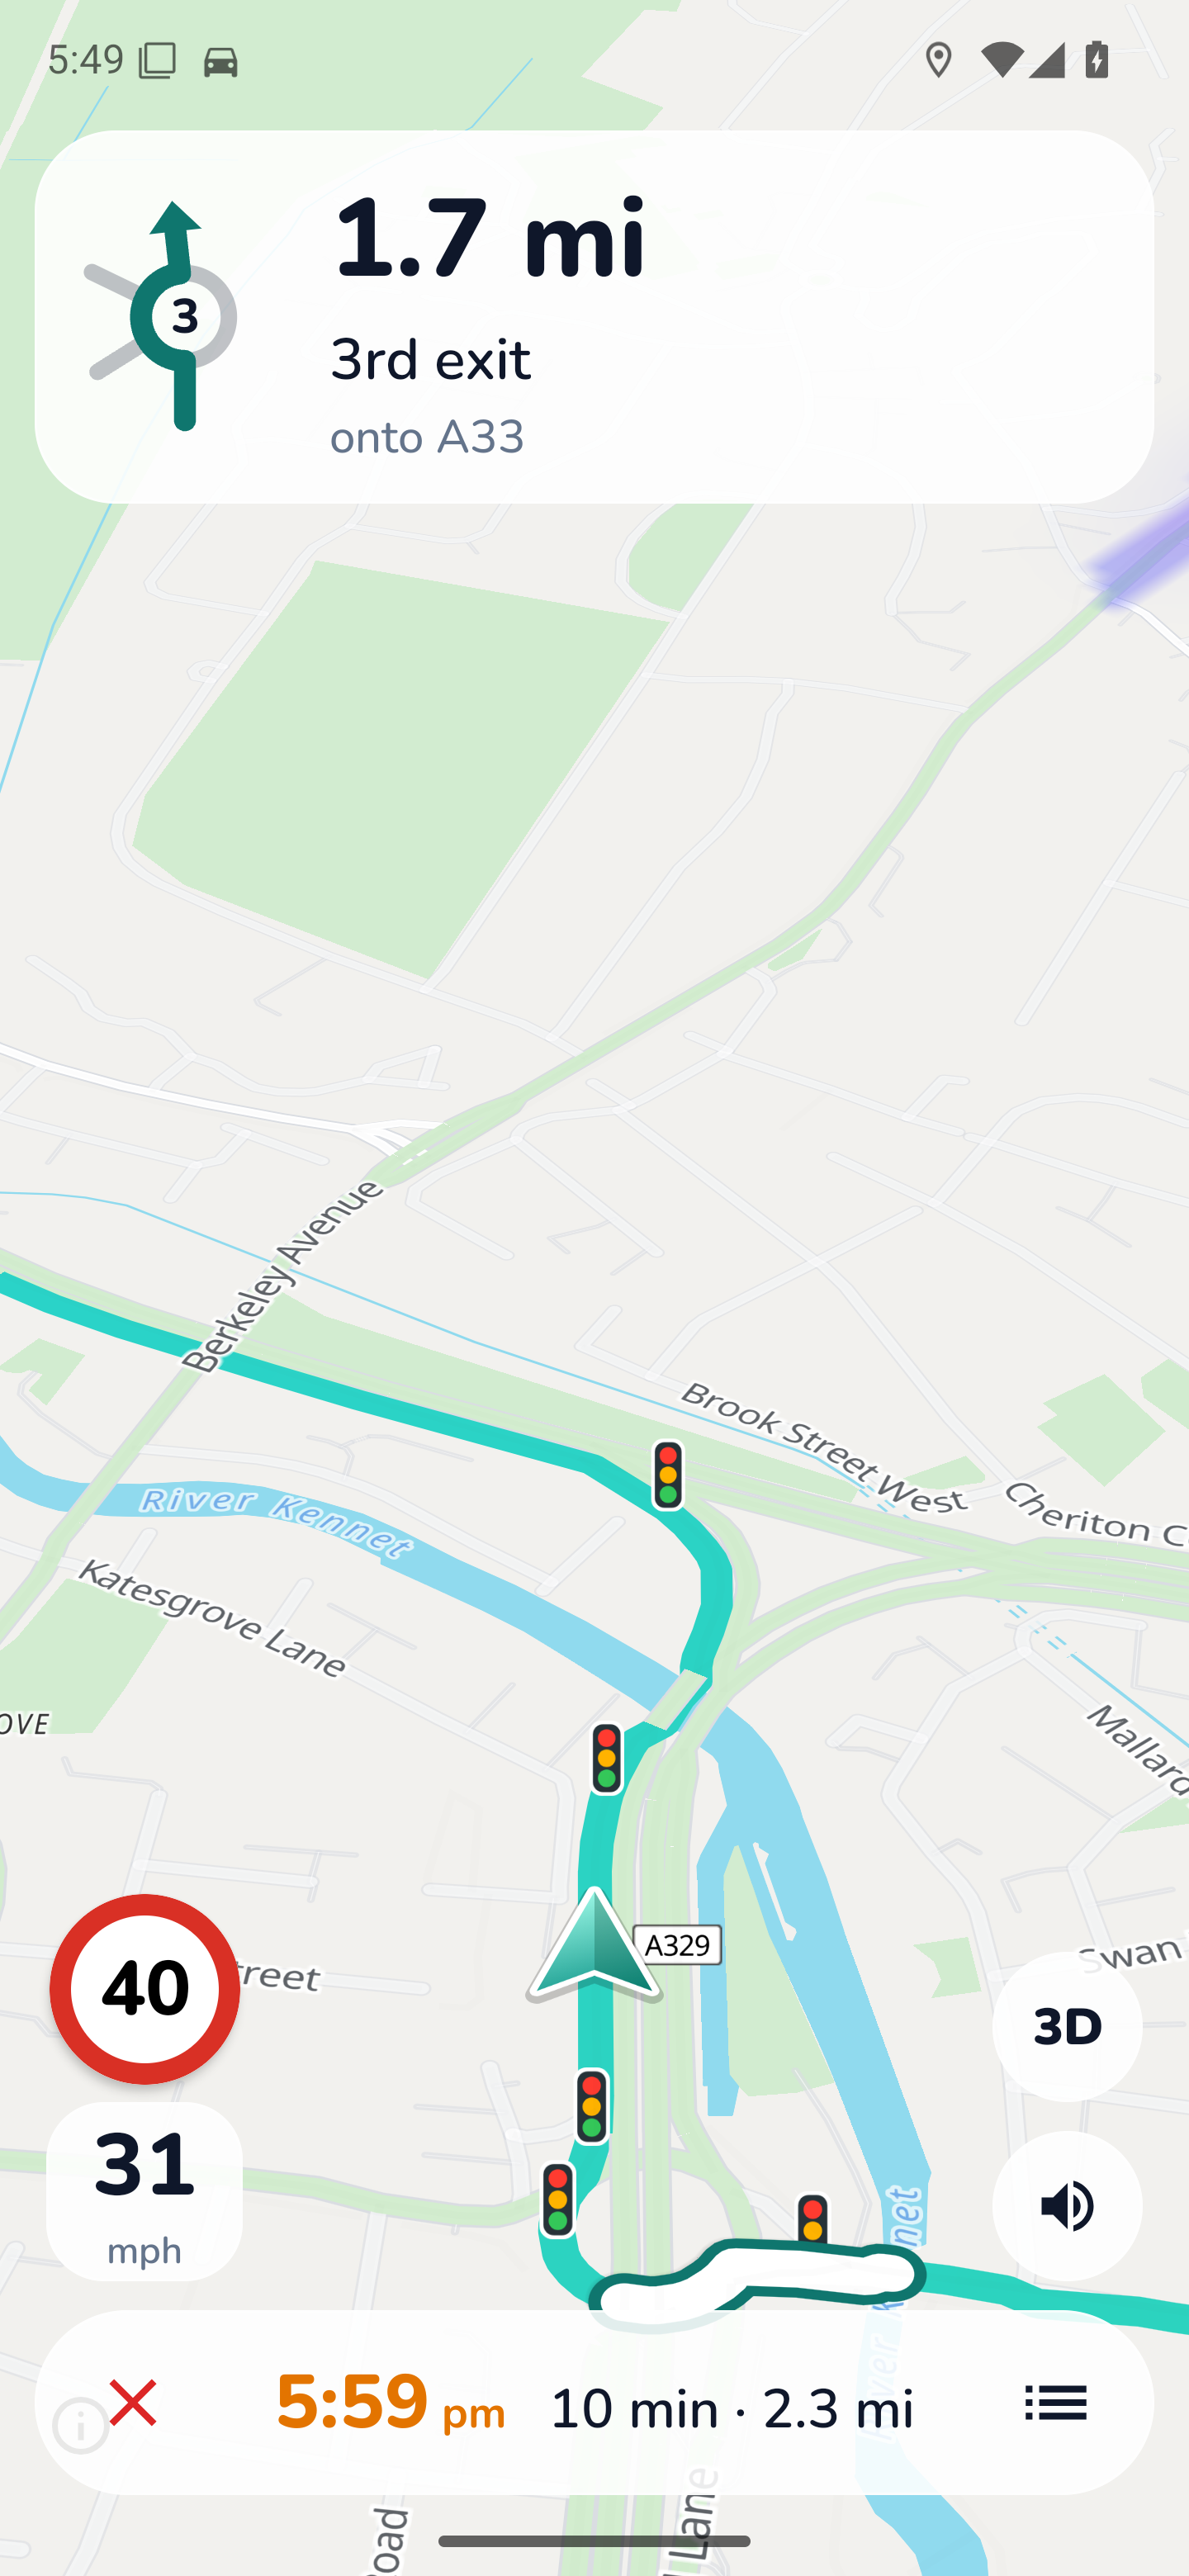 5:49
1.7 mi
3
3rd exit
onto A33
Berkeley Avenue
Brook Street West
River Kennet
Cheriton C
Katesgrove Lane
OVE
Mallard
A329
Swan
40
treet
3D
31
mph
net
5:59 pm
10 min · 2.3 mi
Lane
oad